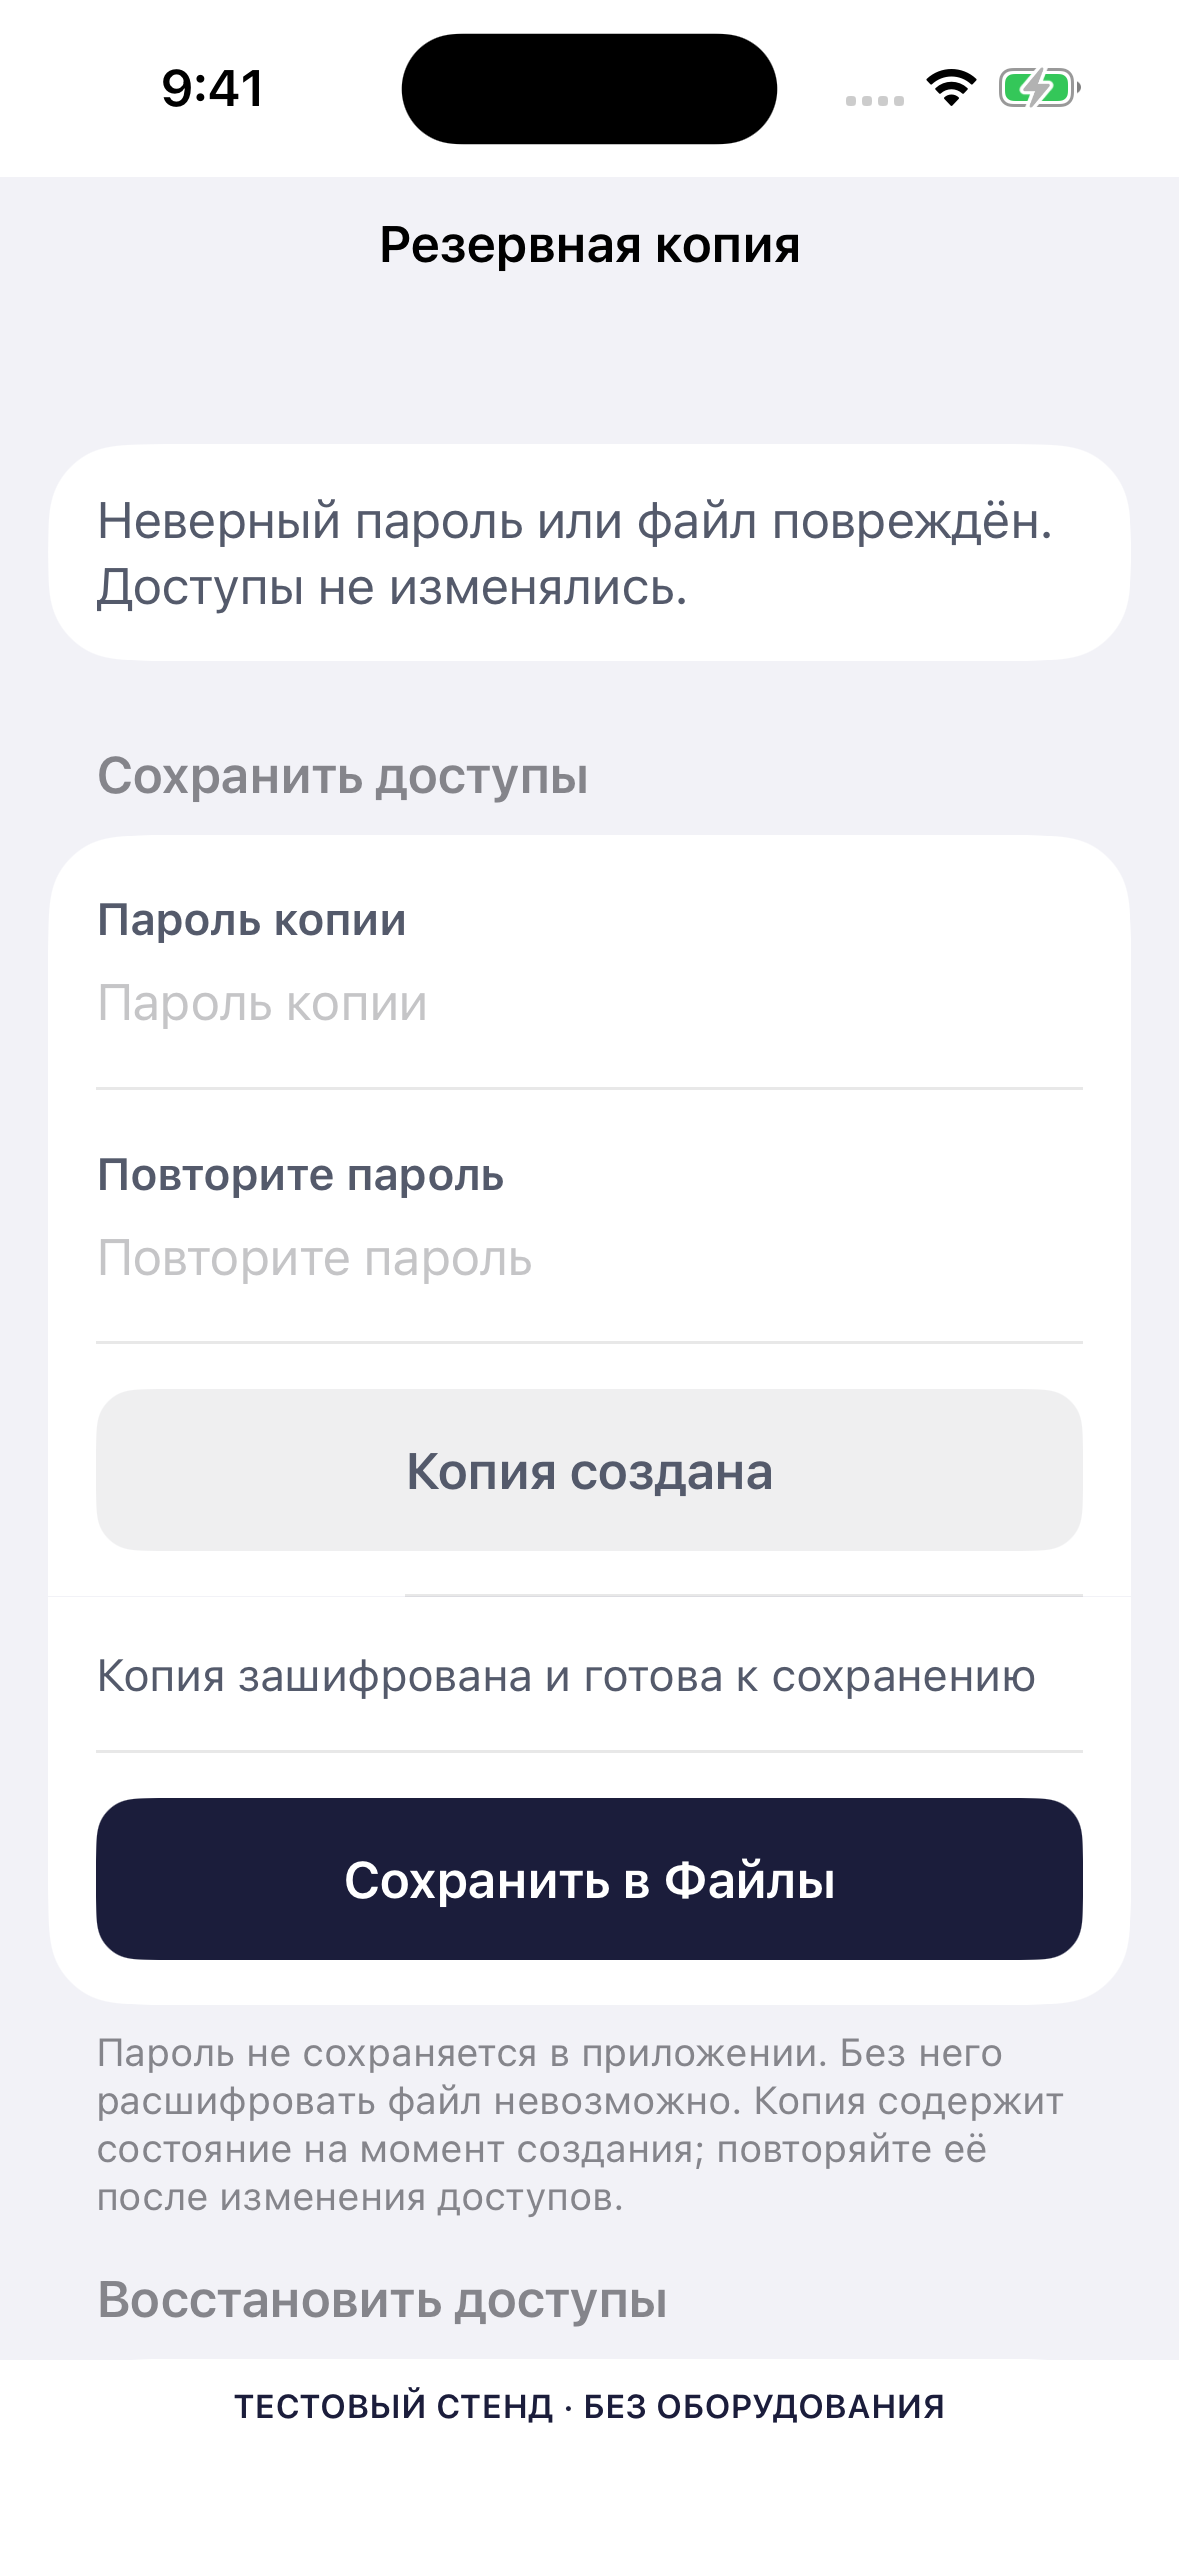 9:41
Резервная копия
Неверный пароль или файл повреждён.
Доступы не изменялись.
Сохранить доступы
Пароль копии
Пароль копии
Повторите пароль
Повторите пароль
Копия создана
Копия зашифрована и готова к сохранению
Сохранить в Файлы
Пароль не сохраняется в приложении. Без него
расшифровать файл невозможно. Копия содержит
состояние на момент создания; повторяйте её
после изменения доступов.
Восстановить доступы
ТЕСТОВЫЙ СТЕНД · БЕЗ ОБОРУДОВАНИЯ